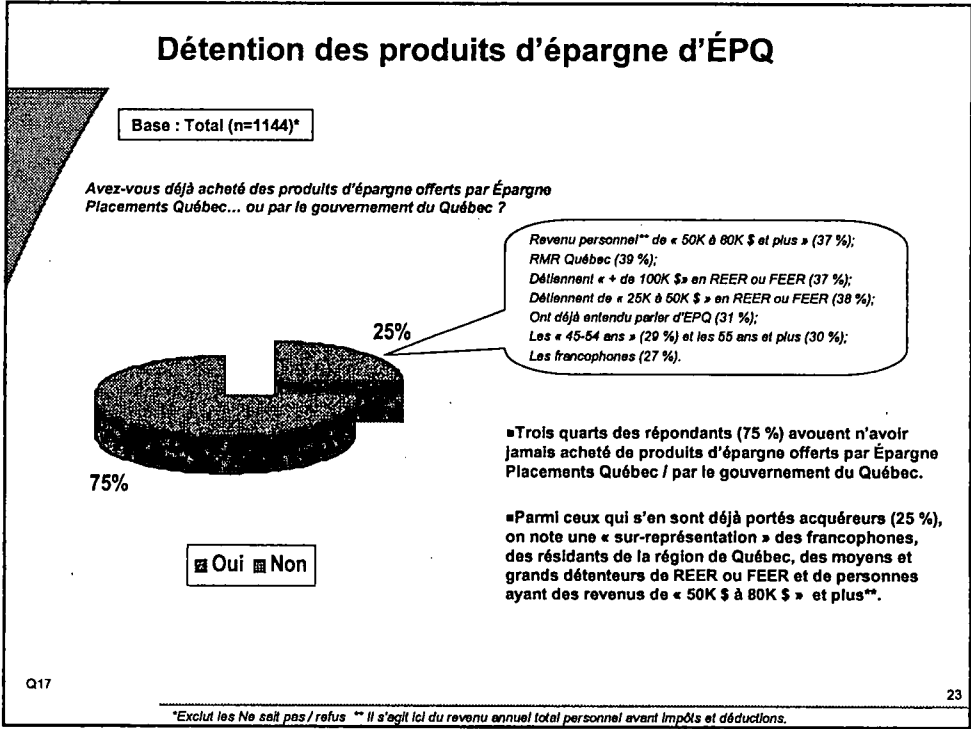 Détention des produits d'épargne d'ÉPQ
Base : Total (n=1144)*
Avez-vous déjà acheté des produits d'épargne offerts par Épargne
Placements Québec... ou par le gouvernement du Québec ?
Revenu personnel** de « 50K à 80K $ et plus » (37 %);
RMR Québec (39 %);
Détiennent « + de 100K $» en REER ou FEER (37 %);
Détiennent de « 25K à 50K $ » en REER ou FEER (38 %);
Ont déjà entendu parler d'EPQ (31 %);
Les « 45-54 ans » (29 %) et les 55 ans et plus (30 %);
Les francophones (27 %).
25%
75%
Oui Non
▪Trois quarts des répondants (75 %) avouent n'avoir
jamais acheté de produits d'épargne offerts par Épargne
Placements Québec / par le gouvernement du Québec.
▪Parmi ceux qui s'en sont déjà portés acquéreurs (25 %),
on note une « sur-représentation » des francophones,
des résidants de la région de Québec, des moyens et
grands détenteurs de REER ou FEER et de personnes
ayant des revenus de « 50K $ à 80K $ » et plus**.
Q17
23
*Exclut les Ne sait pas / refus ** Il s'agit ici du revenu annuel total personnel avant impôts et déductions.